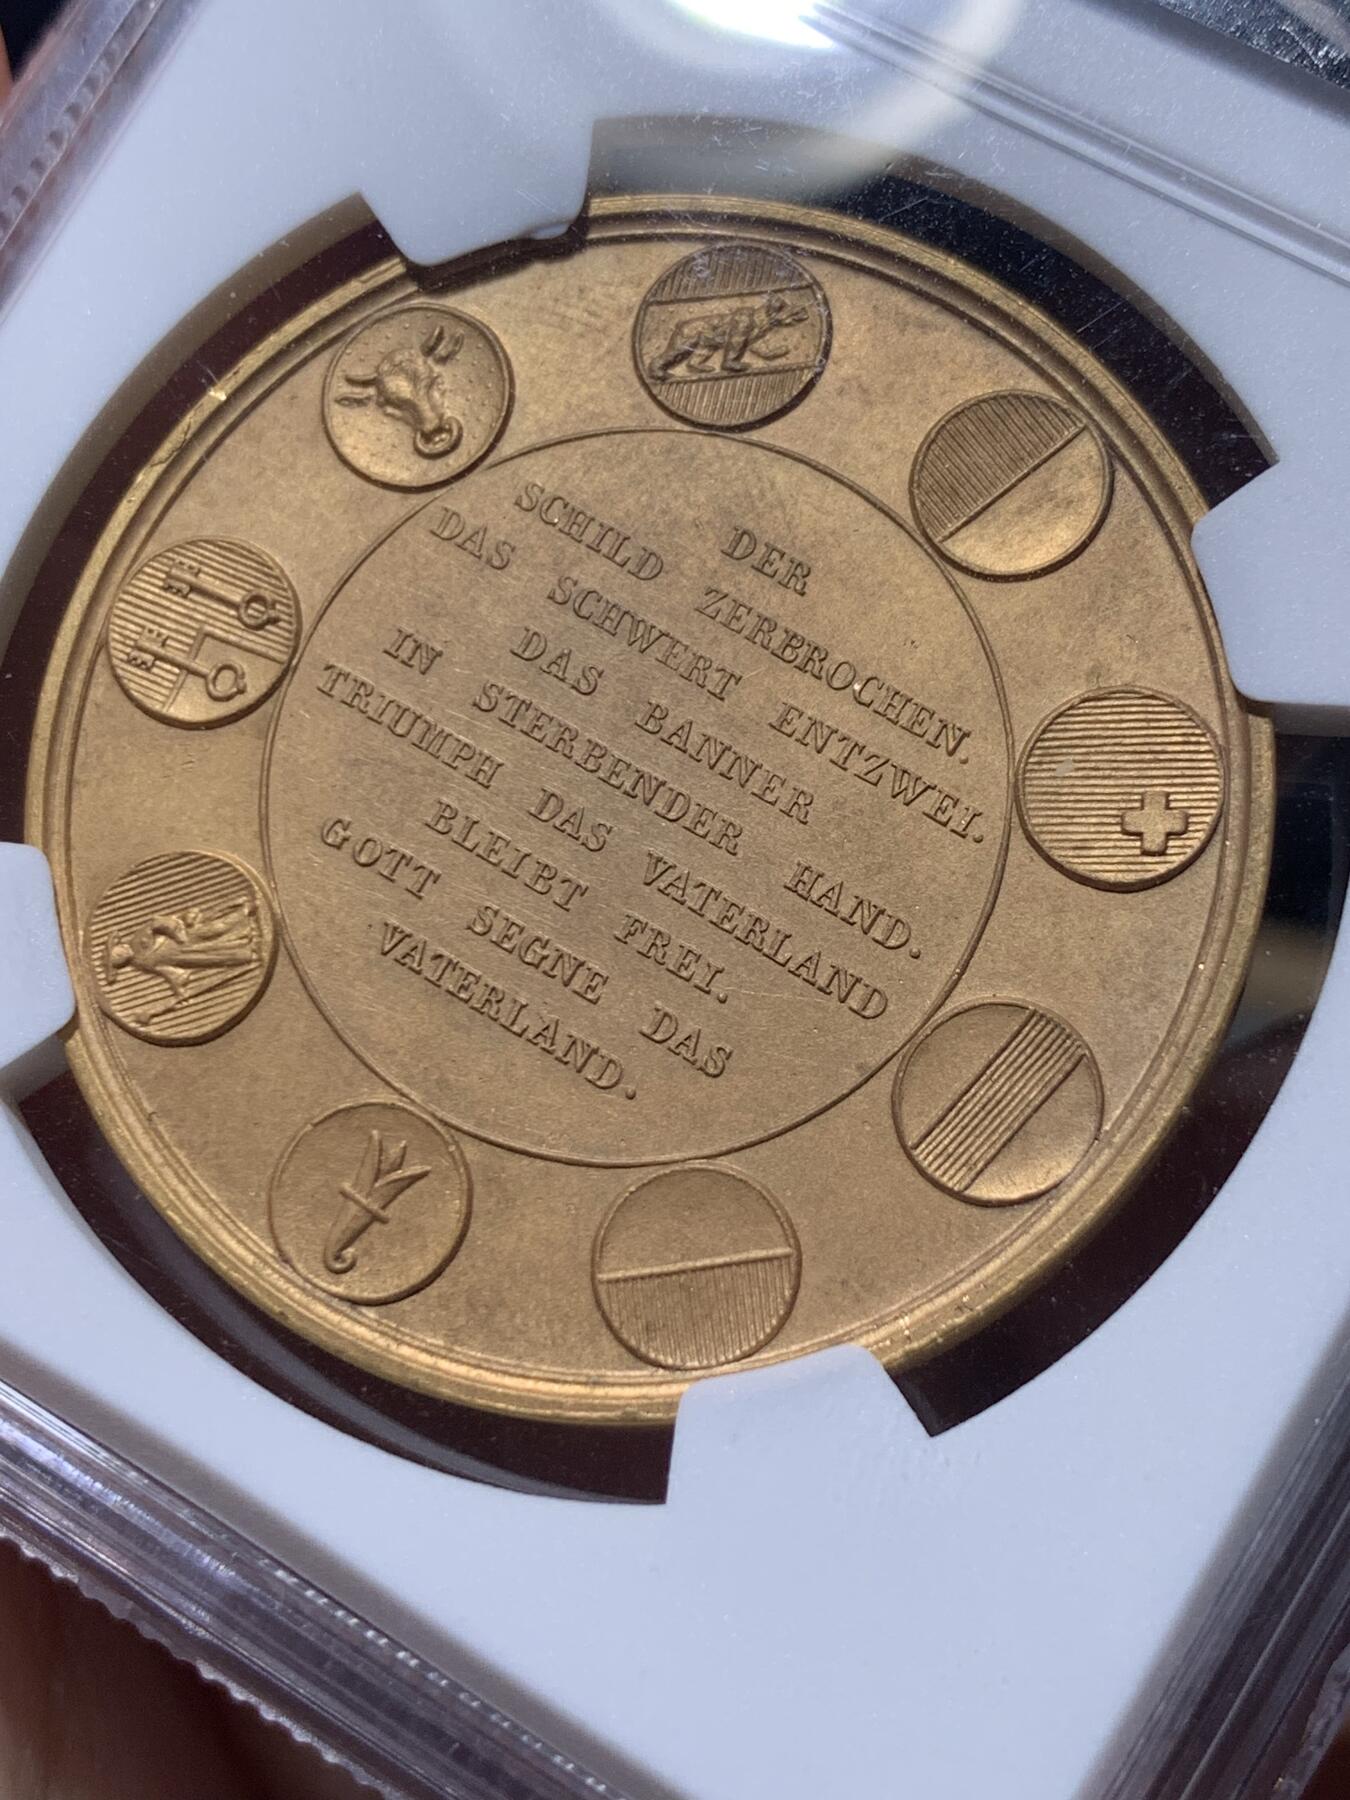 DER
SCHILD ZERBROCHEN.
DAS SCHWERT ENTZWEI.
DAS BANNER
IN STERBENDER HAND.
TRIUMPH DAS VATERLAND
BLEIBT FREI.
GOTT SEGNE DAS
VATERLAND.